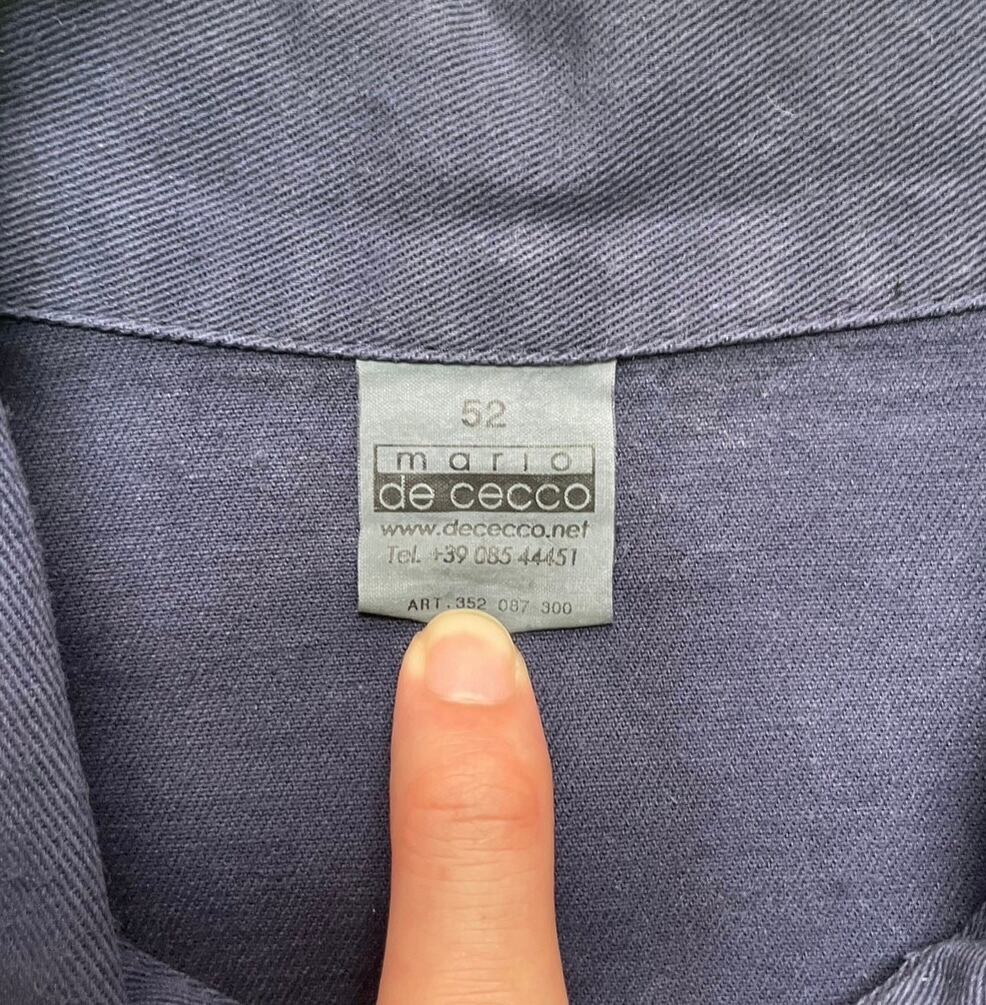 52
mario
de cecco
www.dececco.net
Tel. +39 085 44451
ART.352 087 300